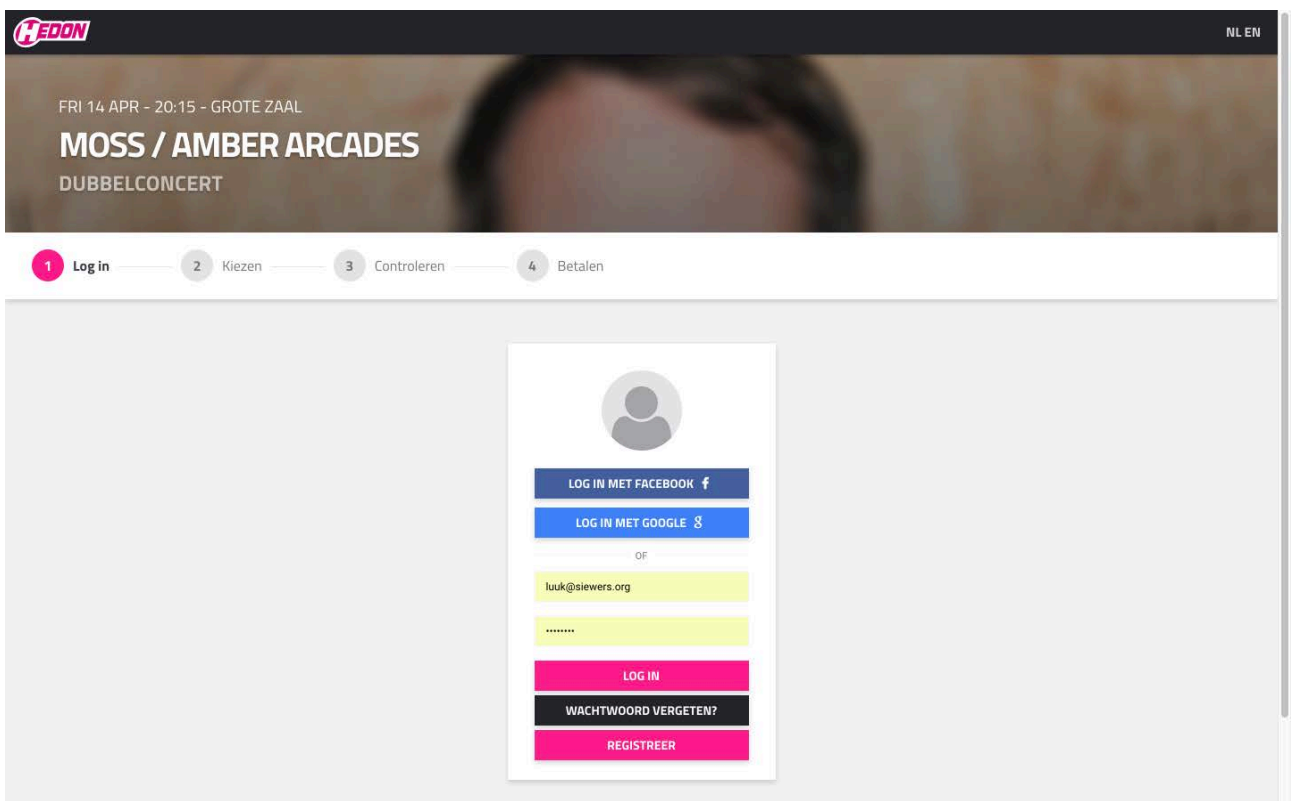 HEDON
NL EN
FRI 14 APR - 20:15 - GROTE ZAAL
MOSS / AMBER ARCADES
DUBBELCONCERT
1 Log in 2 Kiezen 3 Controleren 4 Betalen
LOG IN MET FACEBOOK f
LOG IN MET GOOGLE g
OF
luuk@siewers.org
••••••••
LOG IN
WACHTWOORD VERGETEN?
REGISTREER